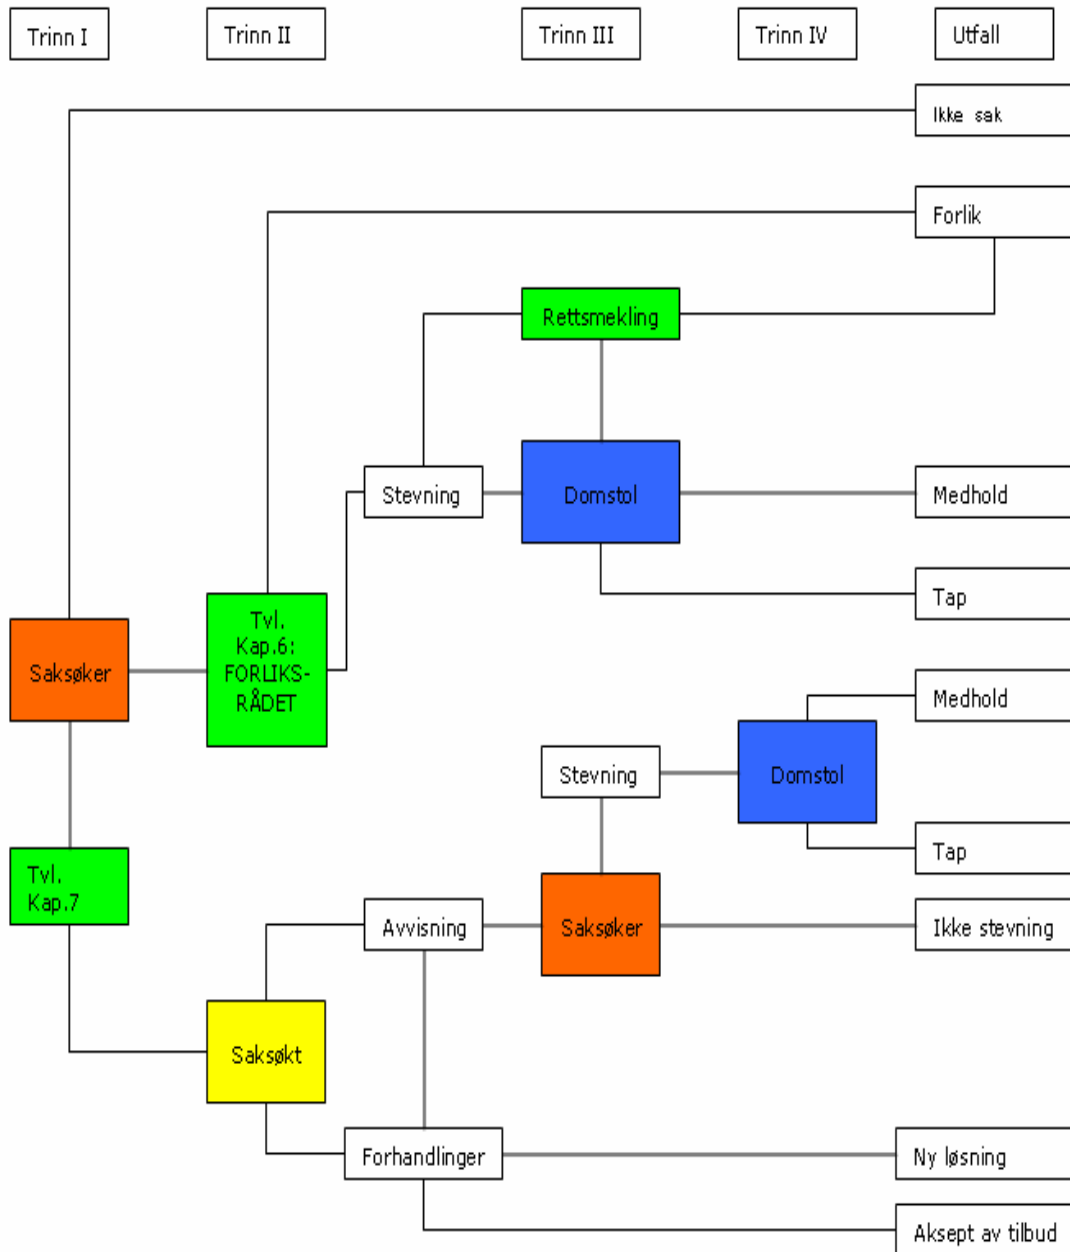 Trinn I
Trinn II
Trinn III
Trinn IV
Utfall
Ikke sak
Forlik
Rettsmekling
Stevning
Domstol
Medhold
Tap
Saksøker
Tvl.
Kap.6:
FORLIKS-
RÅDET
Medhold
Stevning
Domstol
Tap
Tvl.
Kap.7
Avvisning
Saksøker
Ikke stevning
Saksøkt
Forhandlinger
Ny løsning
Aksept av tilbud